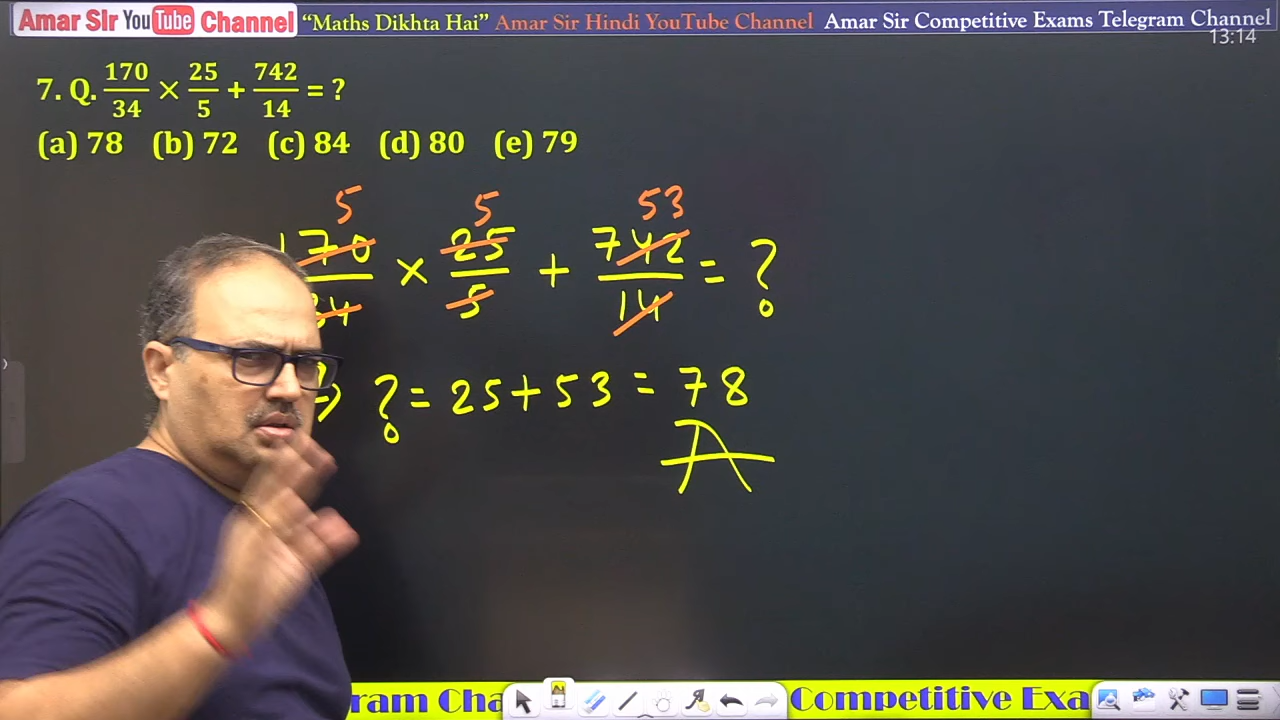 Amar SIr YouTube Channel "Maths Dikhta Hai" Amar Sir Hindi YouTube Channel Amar Sir Competitive Exams Telegram Channel
13:14
7. Q. 170/34 × 25/5 + 742/14 = ?
(a) 78 (b) 72 (c) 84 (d) 80 (e) 79
5 5 53
170/34 × 25/5 + 742/14 = ?
⇒ ? = 25 + 53 = 78
A
ram Cha Competitive Exa